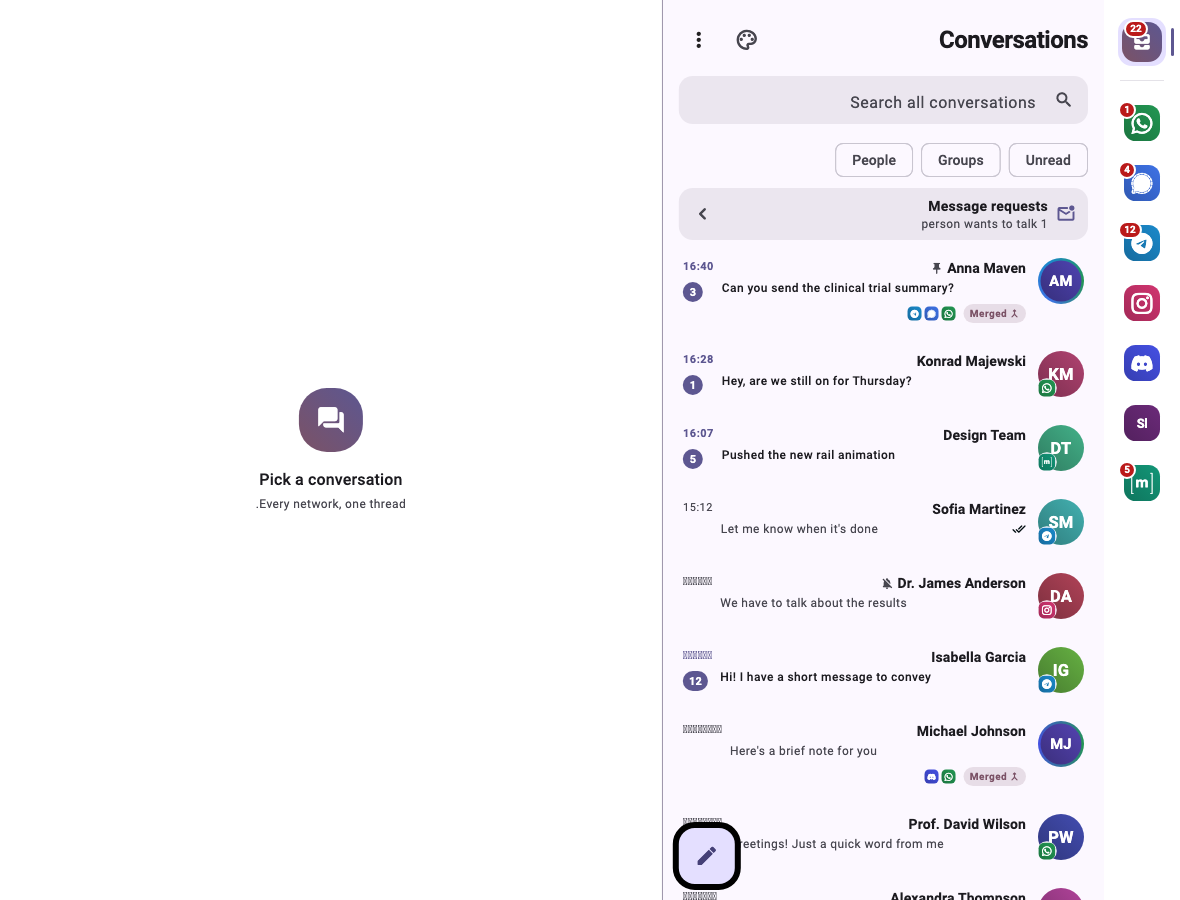 Conversations
Search all conversations
People
Groups
Unread
Message requests
person wants to talk 1
Anna Maven
16:40
Can you send the clinical trial summary?
3
Merged
AM
Konrad Majewski
16:28
Hey, are we still on for Thursday?
1
KM
Design Team
16:07
Pushed the new rail animation
5
DT
[m]
Sofia Martinez
15:12
Let me know when it's done
SM
Dr. James Anderson
We have to talk about the results
DA
Isabella Garcia
Hi! I have a short message to convey
12
IG
Michael Johnson
Here's a brief note for you
Merged
MJ
Prof. David Wilson
Just a quick word from me
PW
Alexandra Thompson
22
1
4
12
SI
5
[m]
Pick a conversation
.Every network, one thread